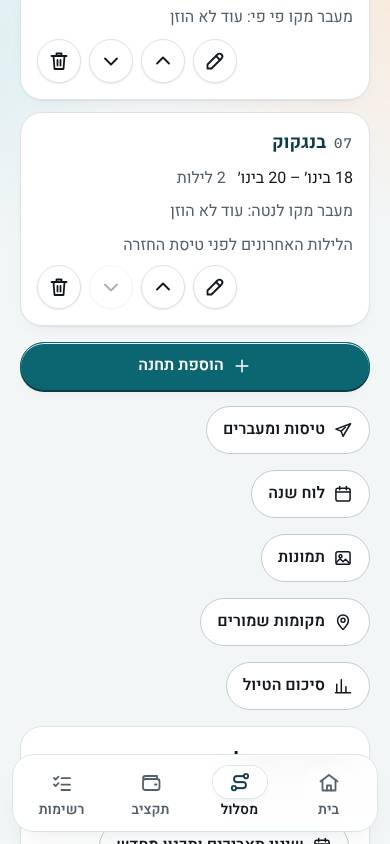 מעבר מקו פי פי: עוד לא הוזן
07 בנגקוק
18 בינו׳ – 20 בינו׳ 2 לילות
מעבר מקו לנטה: עוד לא הוזן
הלילות האחרונים לפני טיסת החזרה
הוספת תחנה
טיסות ומעברים
לוח שנה
תמונות
מקומות שמורים
סיכום הטיול
בית
מסלול
תקציב
רשימות